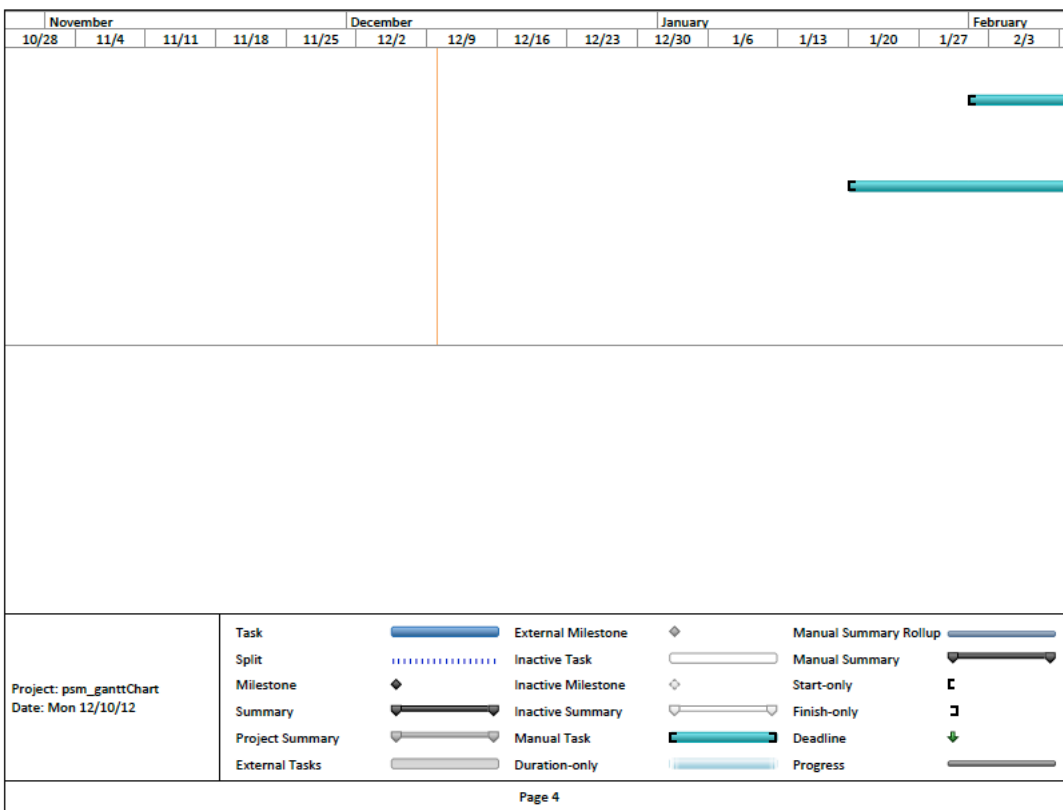 November December January February
10/28 11/4 11/11 11/18 11/25 12/2 12/9 12/16 12/23 12/30 1/6 1/13 1/20 1/27 2/3
Task External Milestone Manual Summary Rollup
Split Inactive Task Manual Summary
Project: psm_ganttChart
Date: Mon 12/10/12
Milestone Inactive Milestone Start-only
Summary Inactive Summary Finish-only
Project Summary Manual Task Deadline
External Tasks Duration-only Progress
Page 4